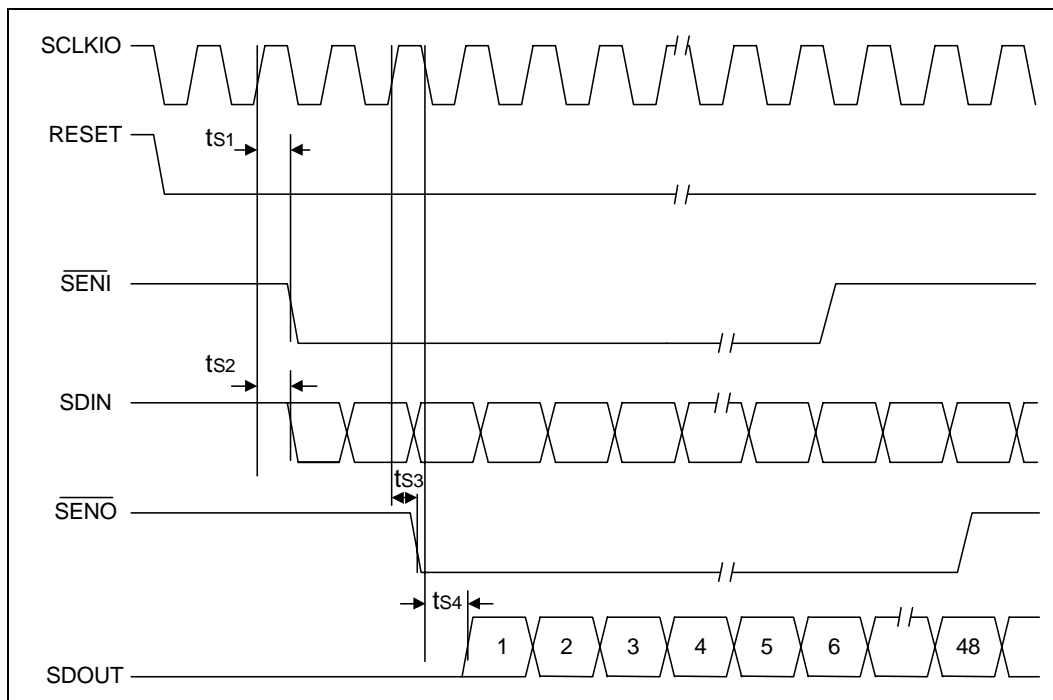 SCLKIO
RESET
tS1
SENI
tS2
SDIN
tS3
SENO
tS4
1 2 3 4 5 6 48
SDOUT